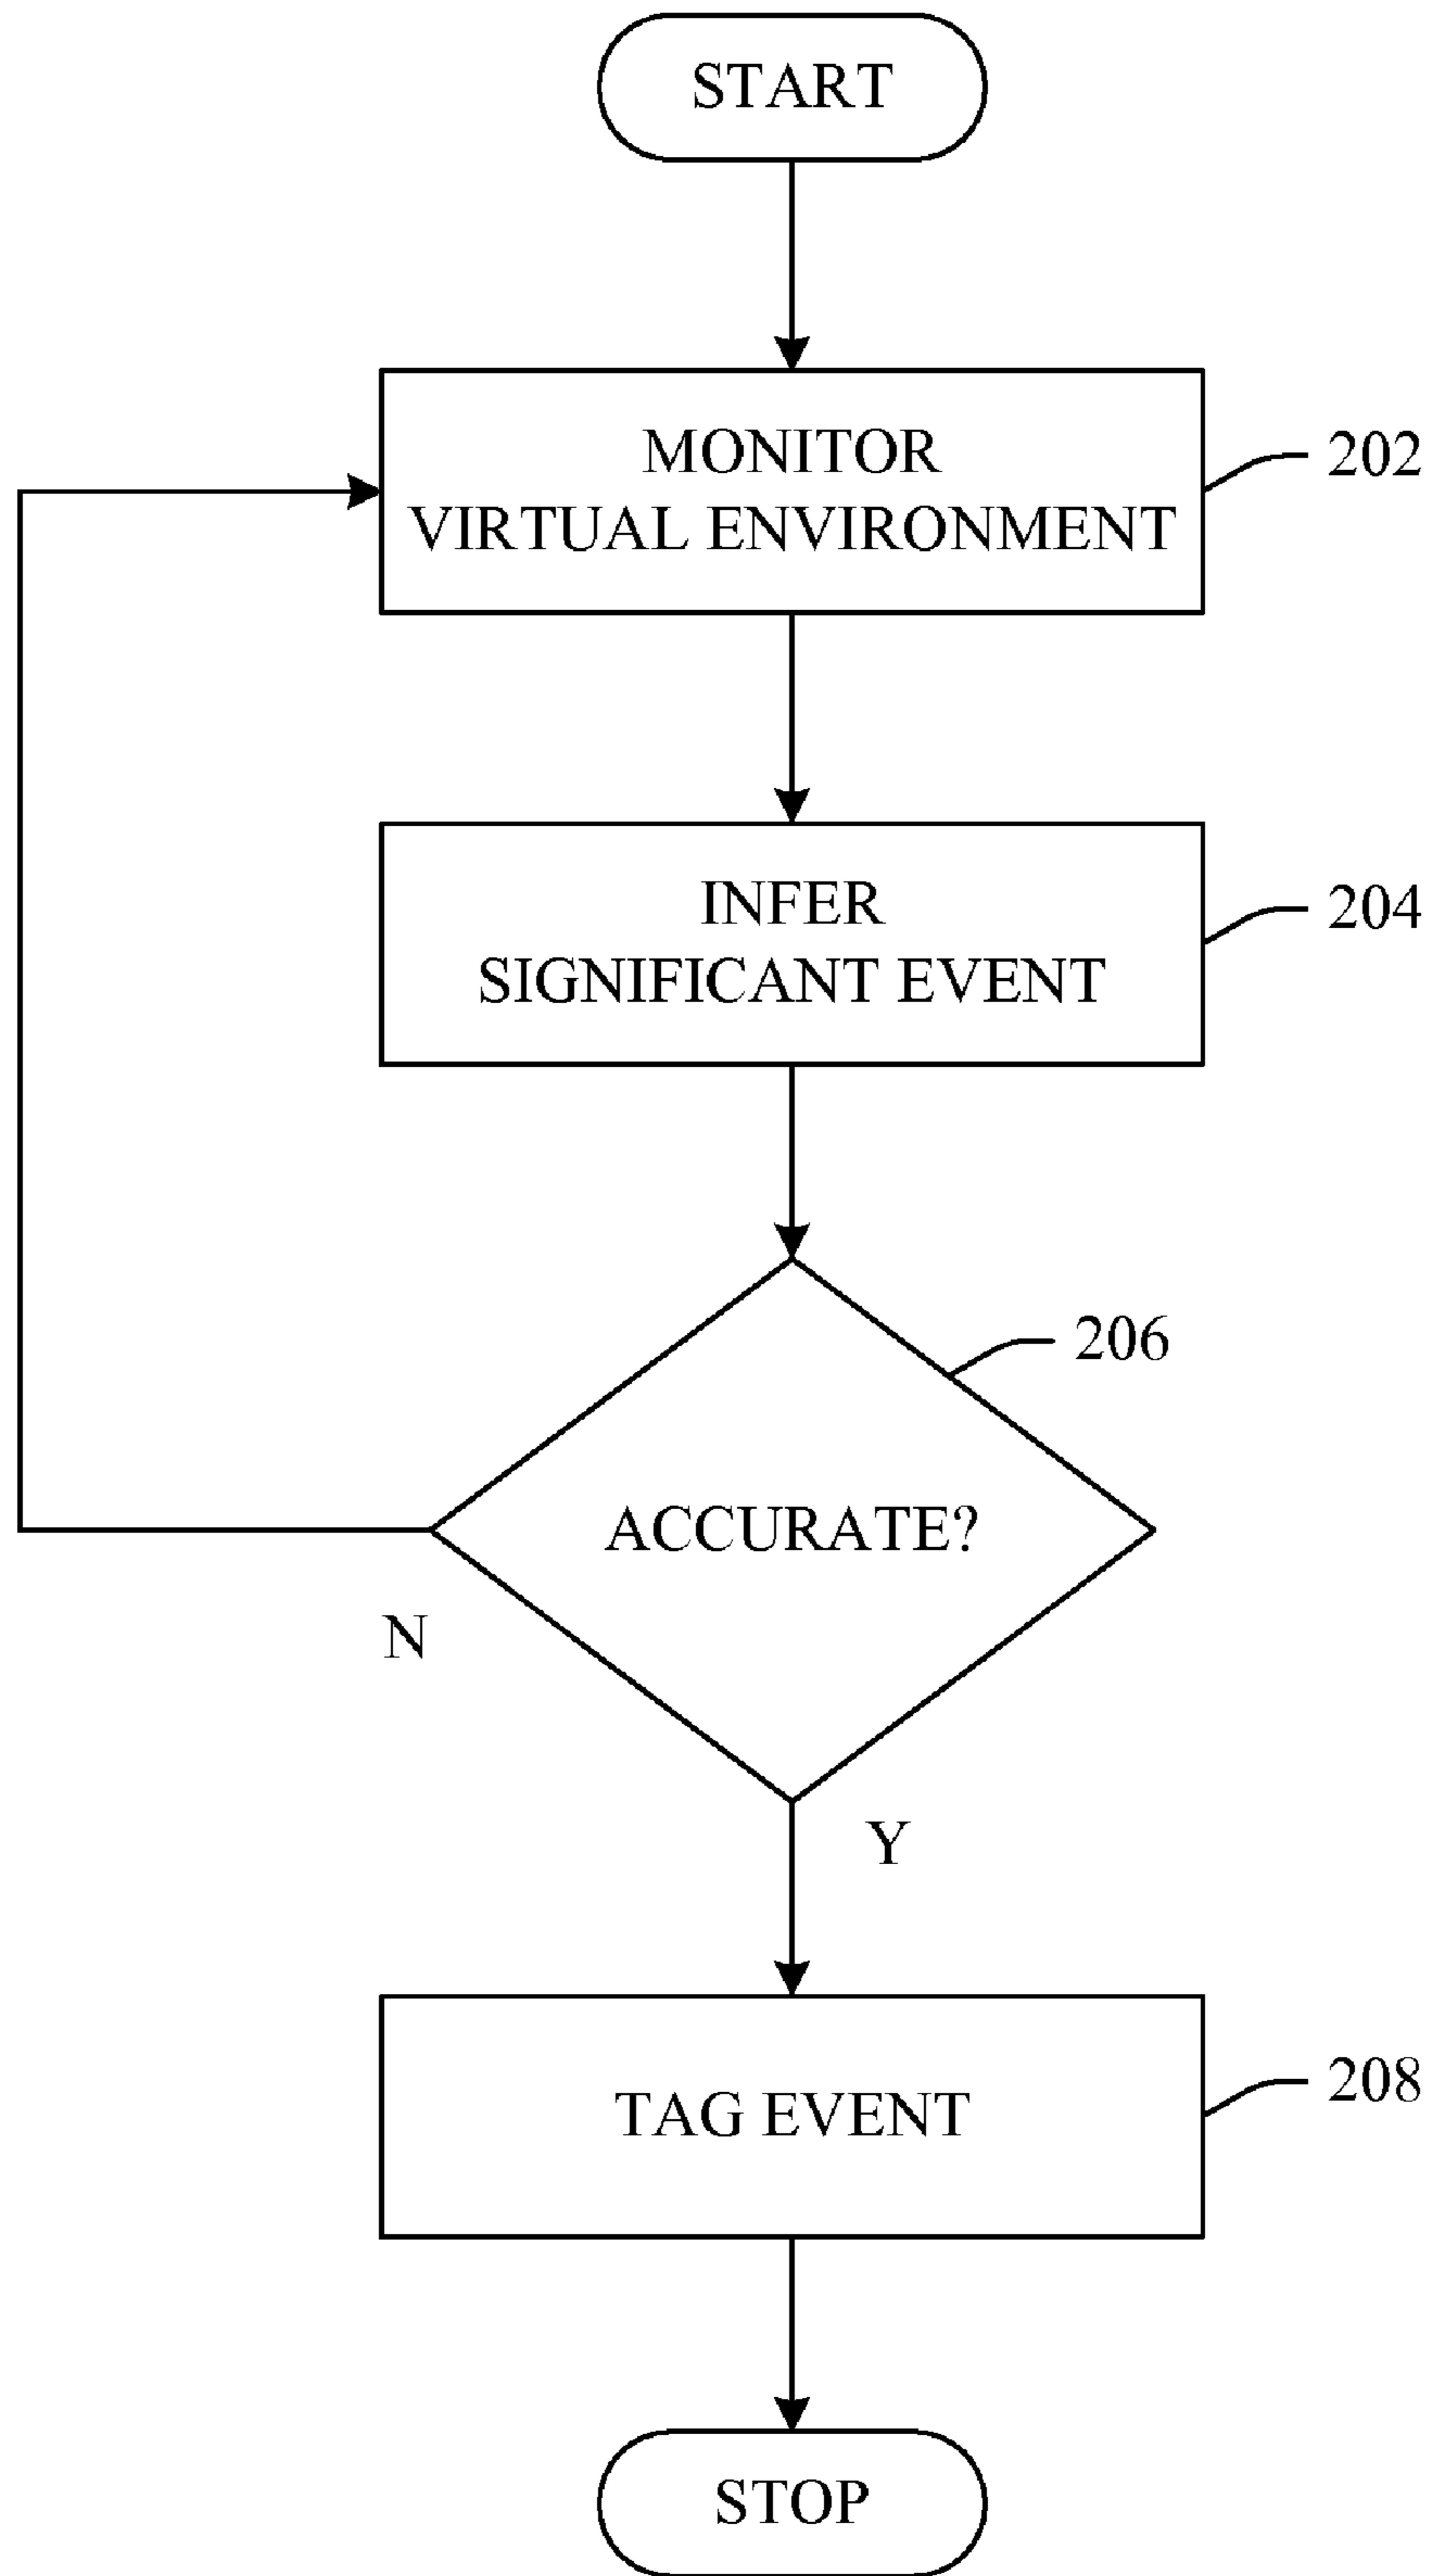 START
MONITOR
VIRTUAL ENVIRONMENT
202
INFER
SIGNIFICANT EVENT
204
206
ACCURATE?
N
Y
TAG EVENT
208
STOP